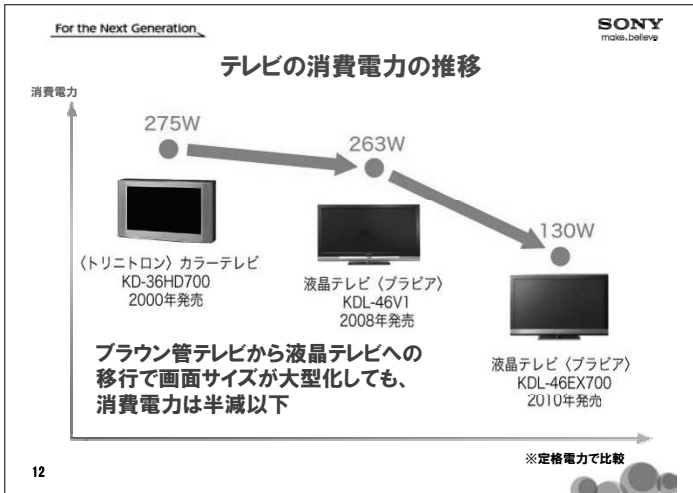 For the Next Generation
SONY
make.believe
テレビの消費電力の推移
消費電力
275W
263W
130W
〈トリニトロン〉カラーテレビ
KD-36HD700
2000年発売
液晶テレビ〈ブラビア〉
KDL-46V1
2008年発売
液晶テレビ〈ブラビア〉
KDL-46EX700
2010年発売
ブラウン管テレビから液晶テレビへの
移行で画面サイズが大型化しても、
消費電力は半減以下
※定格電力で比較
12